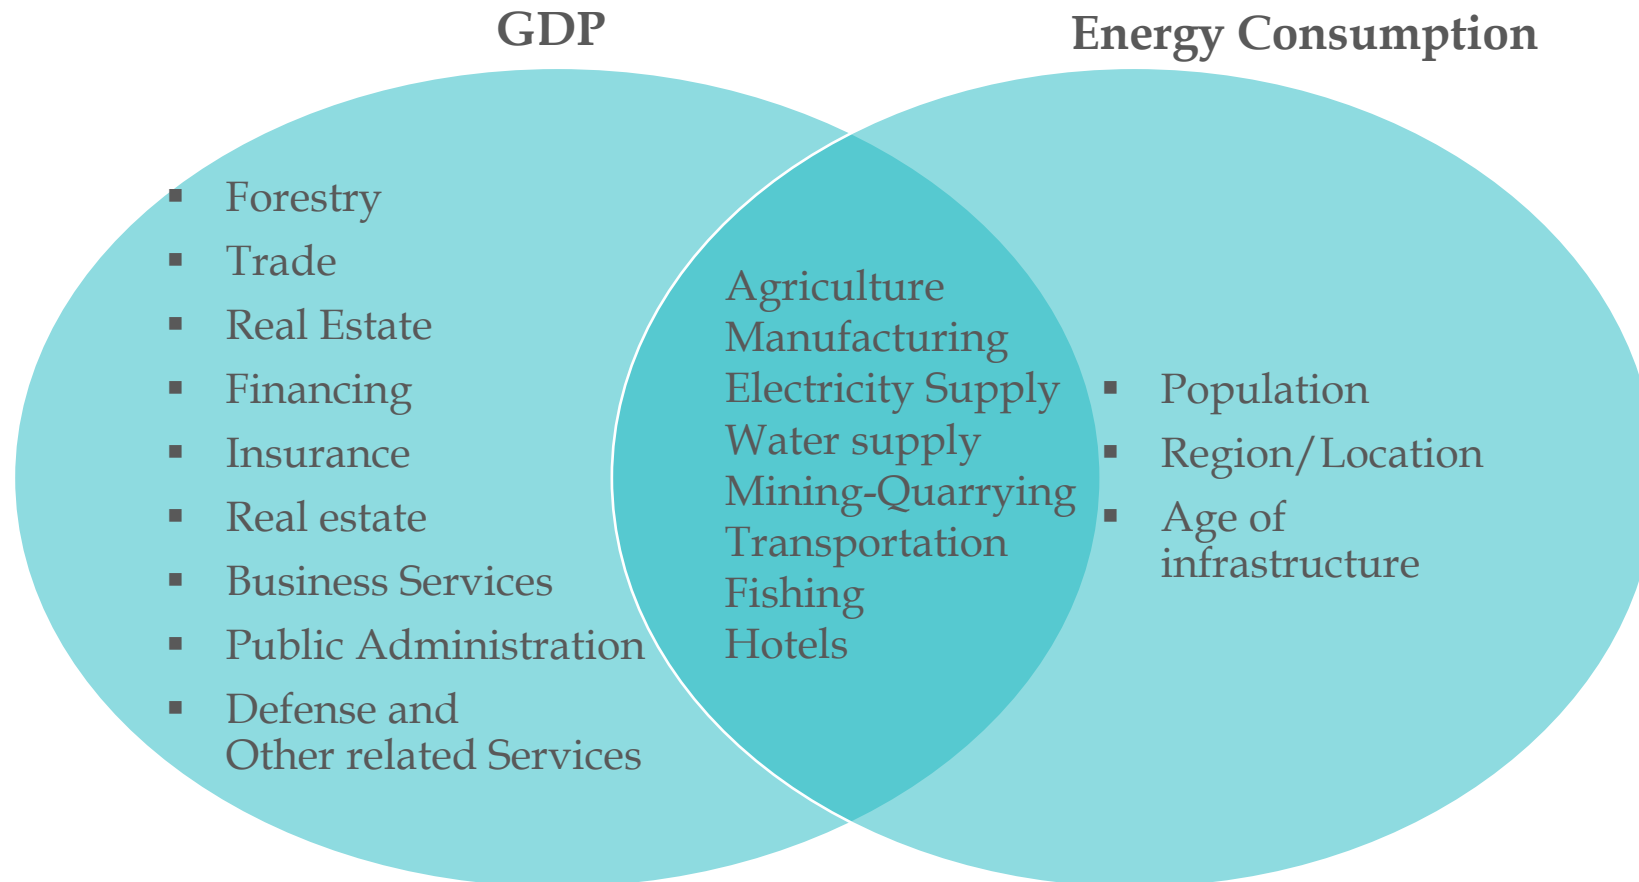 GDP
Energy Consumption
▪ Forestry
▪ Trade
▪ Real Estate
▪ Financing
▪ Insurance
▪ Real estate
▪ Business Services
▪ Public Administration
▪ Defense and
Other related Services
Agriculture
Manufacturing
Electricity Supply
Water supply
Mining-Quarrying
Transportation
Fishing
Hotels
▪ Population
▪ Region/Location
▪ Age of
infrastructure